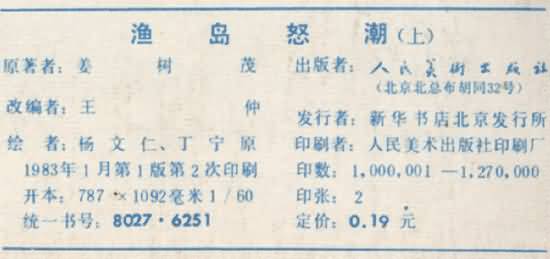 渔岛怒潮(上)
原著者：姜树茂
改编者：王仲
绘者：杨文仁、丁宁原
1983年1月第1版第2次印刷
开本：787×1092毫米1/60
统一书号：8027·6251
出版者：人民美術出版社
(北京北总布胡同32号)
发行者：新华书店北京发行所
印刷者：人民美术出版社印刷厂
印数：1,000,001—1,270,000
印张：2
定价：0.19元